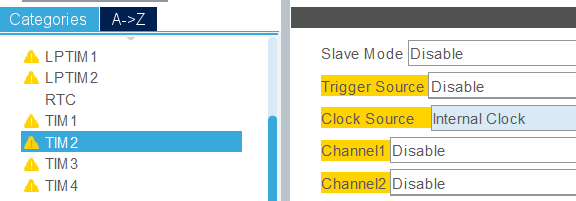 Categories A->Z
LPTIM1
LPTIM2
RTC
TIM1
TIM2
TIM3
TIM4
Slave Mode Disable
Trigger Source Disable
Clock Source Internal Clock
Channel1 Disable
Channel2 Disable